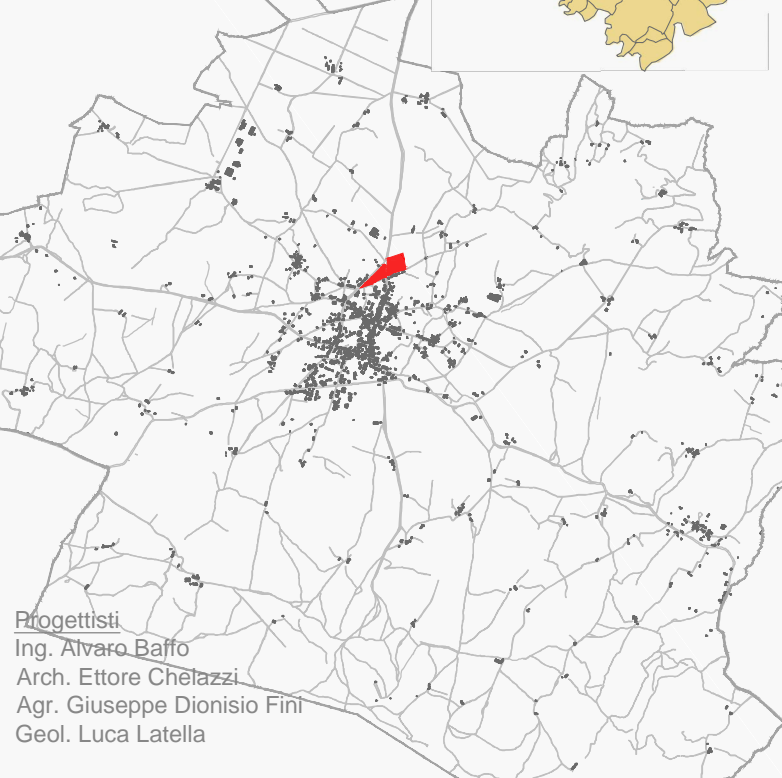 Progettisti
Ing. Alvaro Baffo
Arch. Ettore Chelazzi
Agr. Giuseppe Dionisio Fini
Geol. Luca Latella